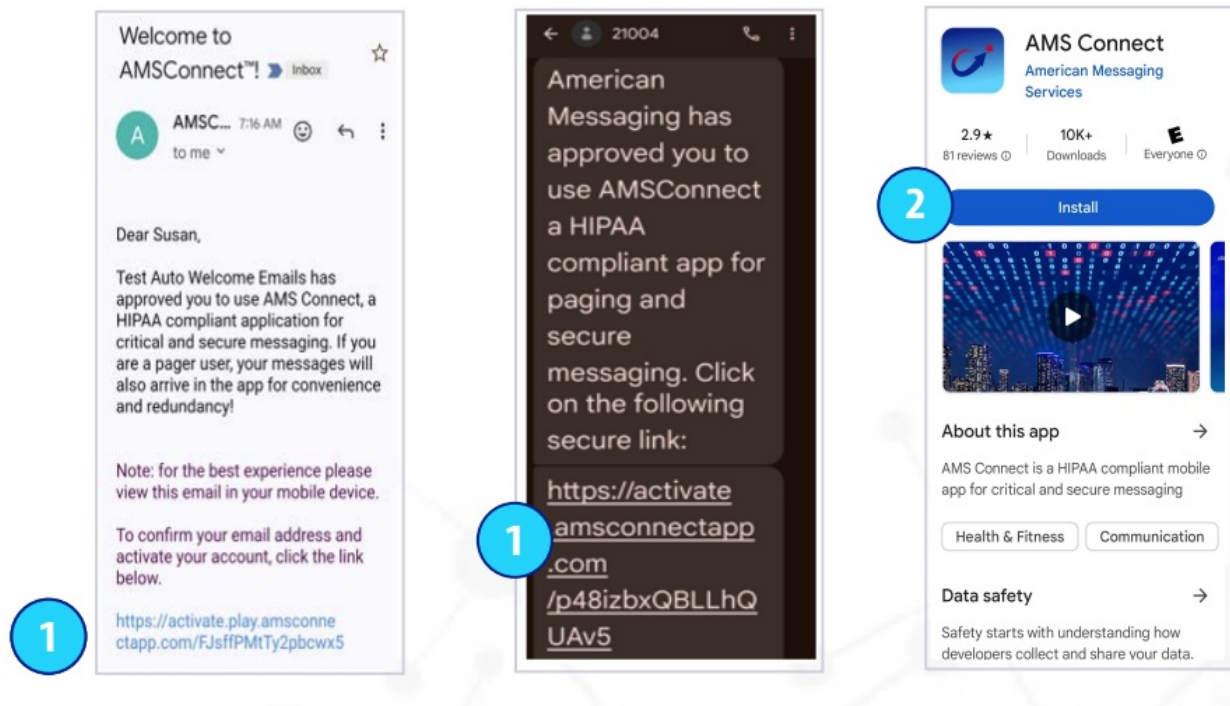 Welcome to
AMSConnect™! Inbox
A
AMSC... 7:16 AM
to me
Dear Susan,
Test Auto Welcome Emails has
approved you to use AMS Connect, a
HIPAA compliant application for
critical and secure messaging. If you
are a pager user, your messages will
also arrive in the app for convenience
and redundancy!
Note: for the best experience please
view this email in your mobile device.
To confirm your email address and
activate your account, click the link
below.
1
https://activate.play.amsconne
ctapp.com/FJsffPMtTy2pbcwx5
21004
American
Messaging has
approved you to
use AMSConnect
a HIPAA
compliant app for
paging and
secure
messaging. Click
on the following
secure link:
1
https://activate
.amsconnectapp
.com
/p48izbxQBLLhQ
UAv5
AMS Connect
American Messaging
Services
2.9★ 10K+ E
81 reviews Downloads Everyone
2
Install
About this app
AMS Connect is a HIPAA compliant mobile
app for critical and secure messaging
Health & Fitness Communication
Data safety
Safety starts with understanding how
developers collect and share your data.